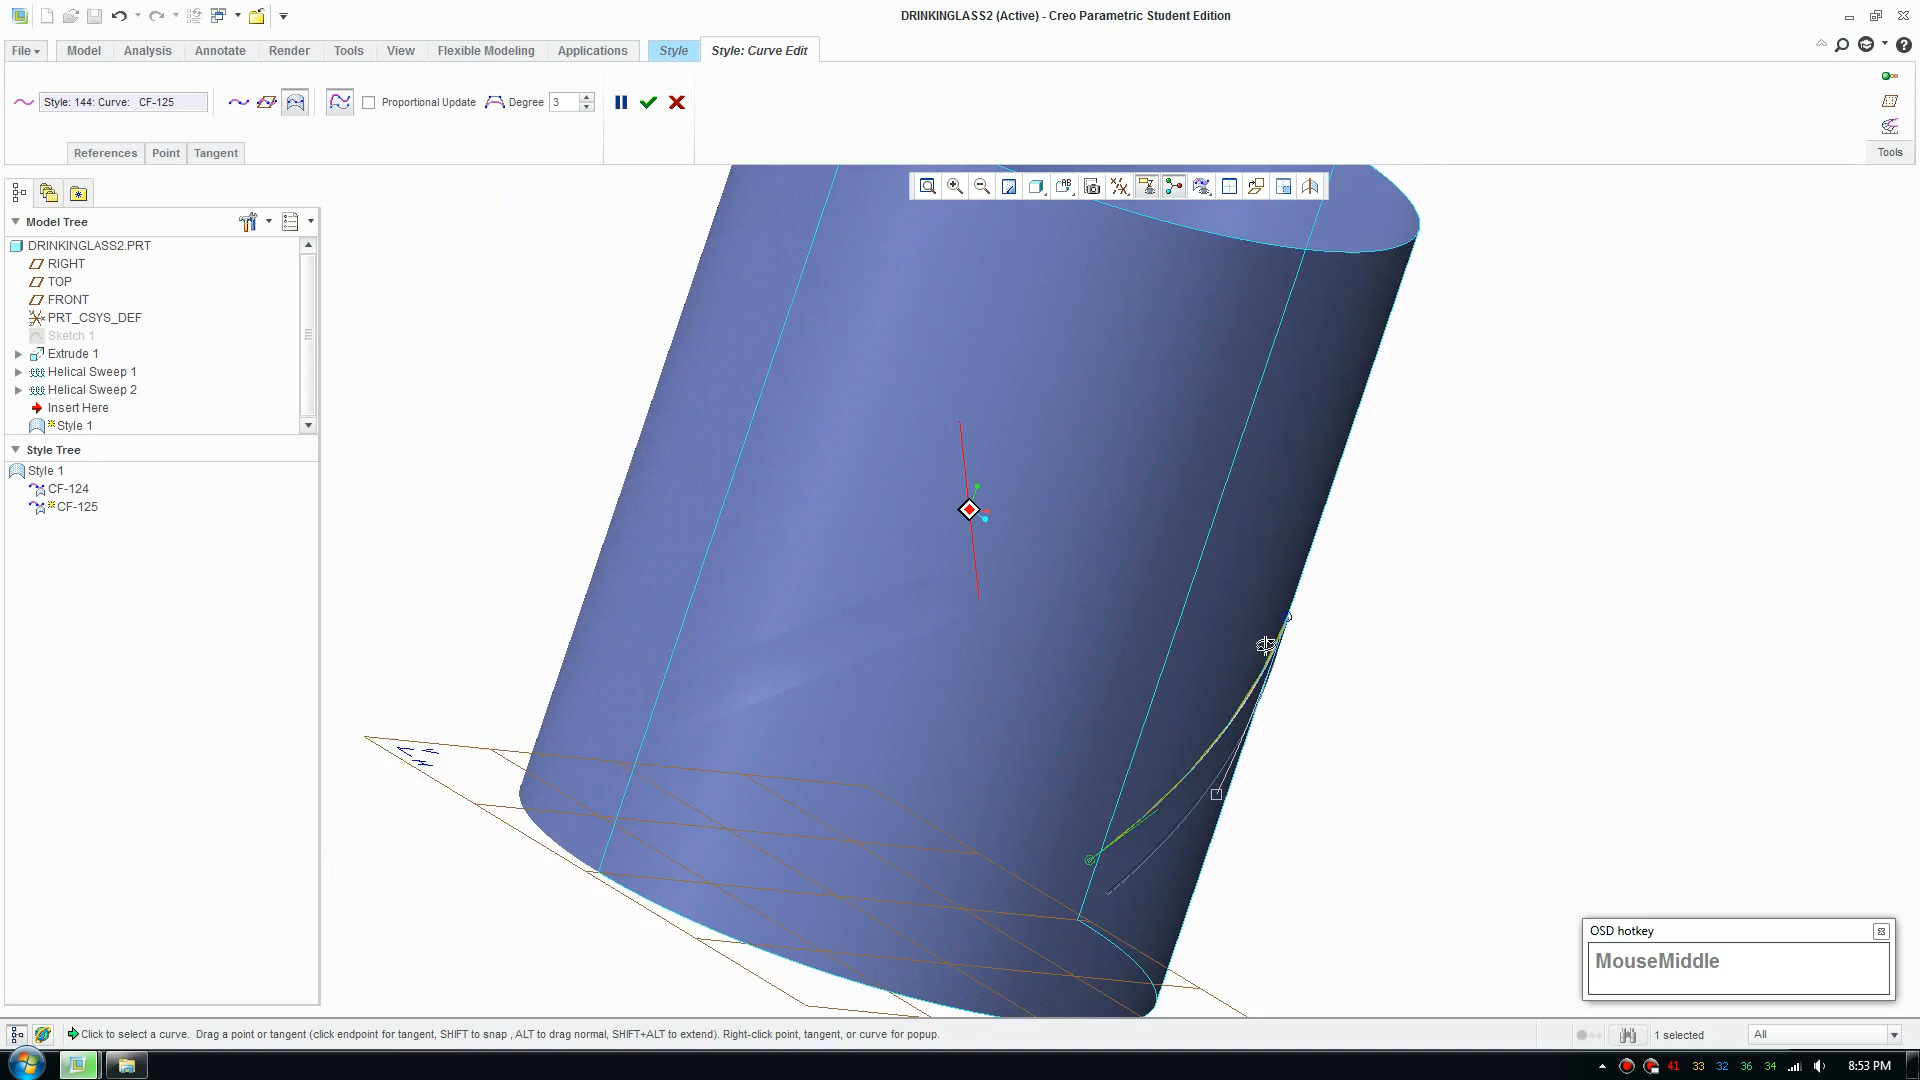 DRINKINGLASS2 (Active) - Creo Parametric Student Edition
File Model Analysis Annotate Render Tools View Flexible Modeling Applications Style Style: Curve Edit
Style: 144: Curve: CF-125 Proportional Update Degree 3
References Point Tangent Tools
Model Tree
DRINKINGLASS2.PRT
RIGHT
TOP
FRONT
PRT_CSYS_DEF
Sketch 1
Extrude 1
Helical Sweep 1
Helical Sweep 2
Insert Here
Style 1
Style Tree
Style 1
CF-124
CF-125
OSD hotkey
MouseMiddle
Click to select a curve. Drag a point or tangent (click endpoint for tangent, SHIFT to snap , ALT to drag normal, SHIFT+ALT to extend). Right-click point, tangent, or curve for popup.
1 selected All
41 33 32 36 34 8:53 PM